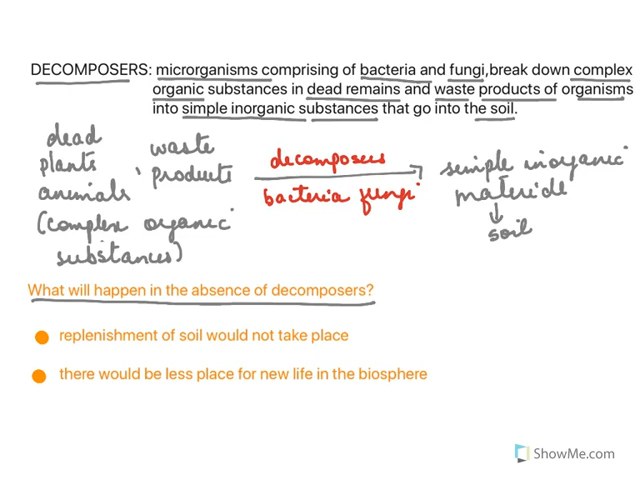 DECOMPOSERS: microrganisms comprising of bacteria and fungi,break down complex
organic substances in dead remains and waste products of organisms
into simple inorganic substances that go into the soil.
dead
plants
animals
(complex organic
substances)
waste
, products
decomposers
bacteria fungi
simple inorganic
materials
↓
soil
What will happen in the absence of decomposers?
replenishment of soil would not take place
there would be less place for new life in the biosphere
ShowMe.com